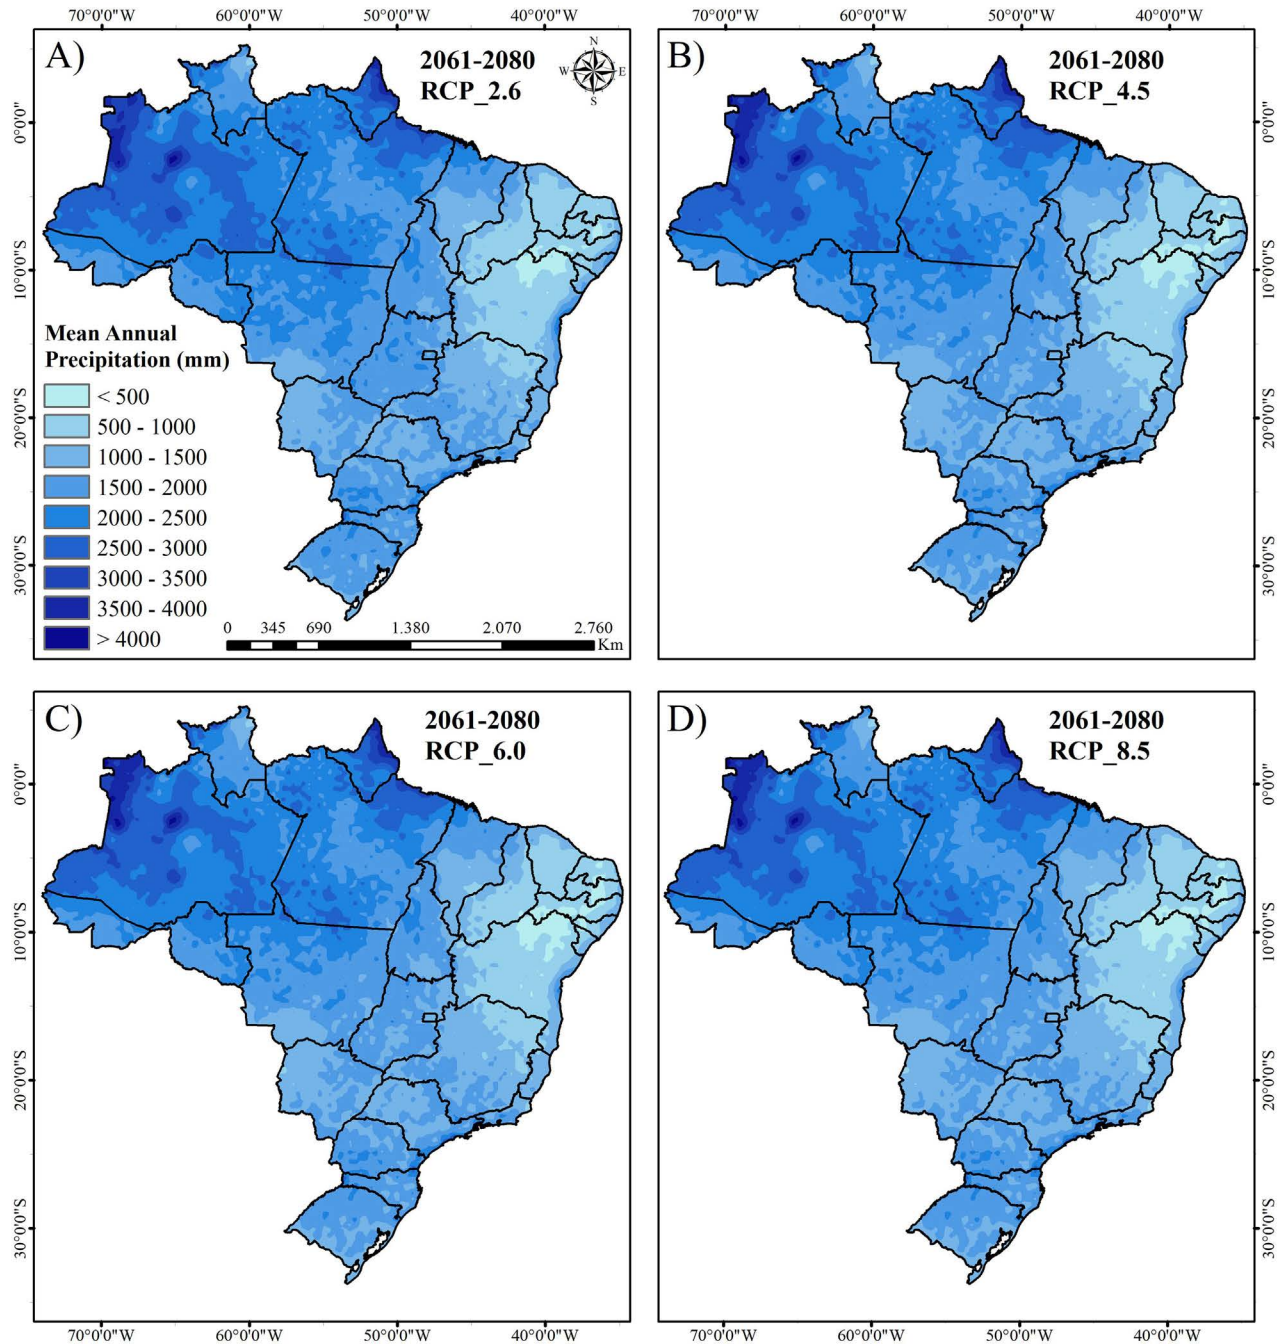 70°0'0"W 60°0'0"W 50°0'0"W 40°0'0"W
70°0'0"W 60°0'0"W 50°0'0"W 40°0'0"W
A)
2061-2080
RCP_2.6
N
W E
S
B)
2061-2080
RCP_4.5
0°0'0"
10°0'0"S
20°0'0"S
30°0'0"S
0°0'0"
10°0'0"S
20°0'0"S
30°0'0"S
Mean Annual
Precipitation (mm)
< 500
500 - 1000
1000 - 1500
1500 - 2000
2000 - 2500
2500 - 3000
3000 - 3500
3500 - 4000
> 4000
0 345 690 1.380 2.070 2.760
Km
C)
2061-2080
RCP_6.0
D)
2061-2080
RCP_8.5
0°0'0"
10°0'0"S
20°0'0"S
30°0'0"S
0°0'0"
10°0'0"S
20°0'0"S
30°0'0"S
70°0'0"W 60°0'0"W 50°0'0"W 40°0'0"W
70°0'0"W 60°0'0"W 50°0'0"W 40°0'0"W